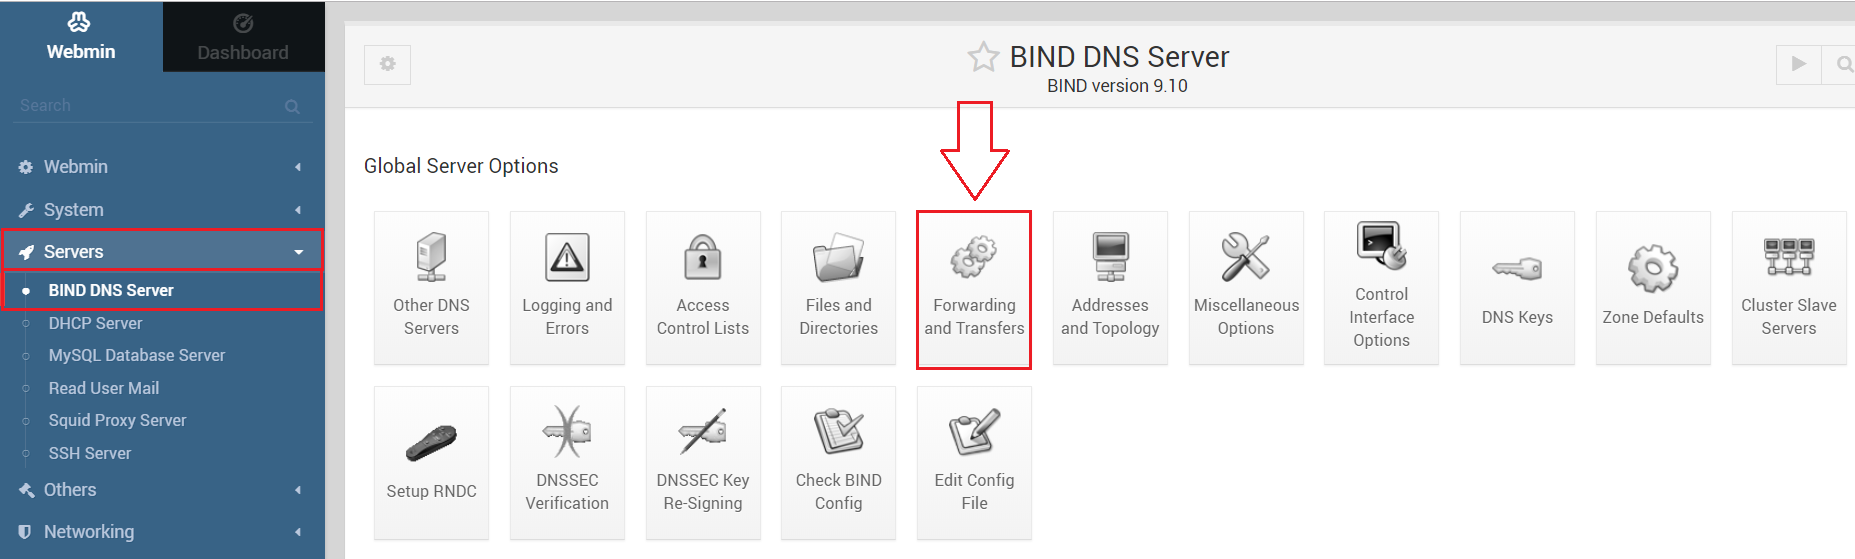 Webmin
Dashboard
Search
Webmin
System
Servers
BIND DNS Server
DHCP Server
MySQL Database Server
Read User Mail
Squid Proxy Server
SSH Server
Others
Networking
BIND DNS Server
BIND version 9.10
Global Server Options
Other DNS
Servers
Logging and
Errors
Access
Control Lists
Files and
Directories
Forwarding
and Transfers
Addresses
and Topology
Miscellaneous
Options
Control
Interface
Options
DNS Keys
Zone Defaults
Cluster Slave
Servers
Setup RNDC
DNSSEC
Verification
DNSSEC Key
Re-Signing
Check BIND
Config
Edit Config
File